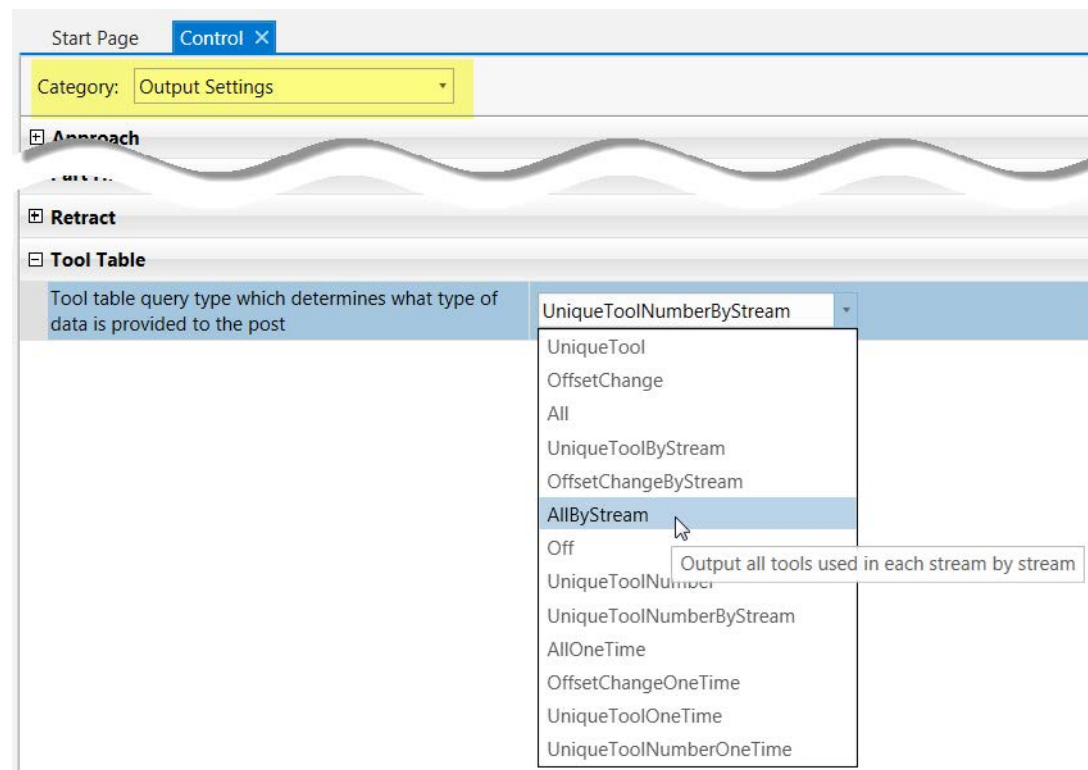 Start Page
Control
Category: Output Settings
Approach
Retract
Tool Table
Tool table query type which determines what type of
data is provided to the post
UniqueToolNumberByStream
UniqueTool
OffsetChange
All
UniqueToolByStream
OffsetChangeByStream
AllByStream
Off
Output all tools used in each stream by stream
UniqueToolNumber
UniqueToolNumberByStream
AllOneTime
OffsetChangeOneTime
UniqueToolOneTime
UniqueToolNumberOneTime